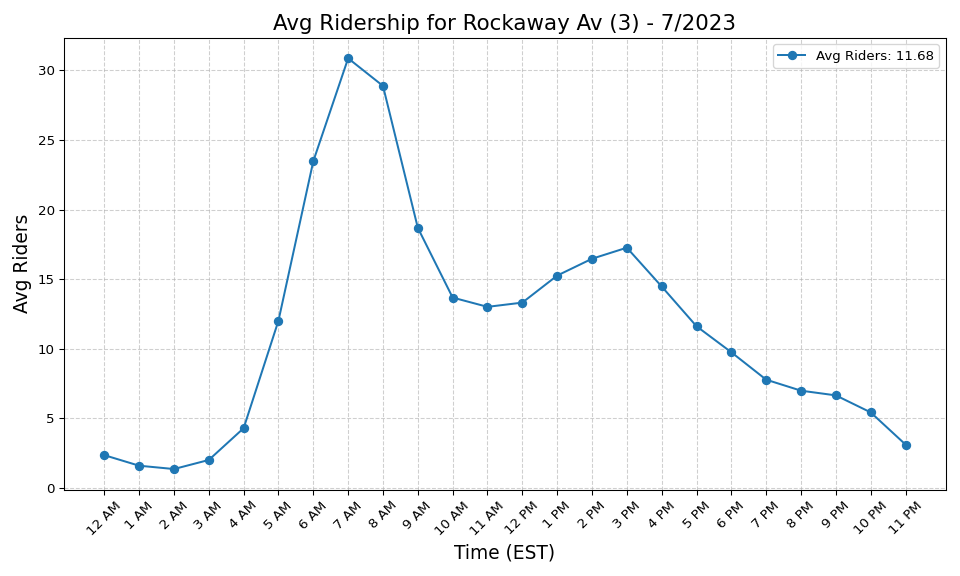 Avg Ridership for Rockaway Av (3) - 7/2023
Avg Riders: 11.68
Avg Riders
30
25
20
15
10
5
0
12 AM
1 AM
2 AM
3 AM
4 AM
5 AM
6 AM
7 AM
8 AM
9 AM
10 AM
11 AM
12 PM
1 PM
2 PM
3 PM
4 PM
5 PM
6 PM
7 PM
8 PM
9 PM
10 PM
11 PM
Time (EST)